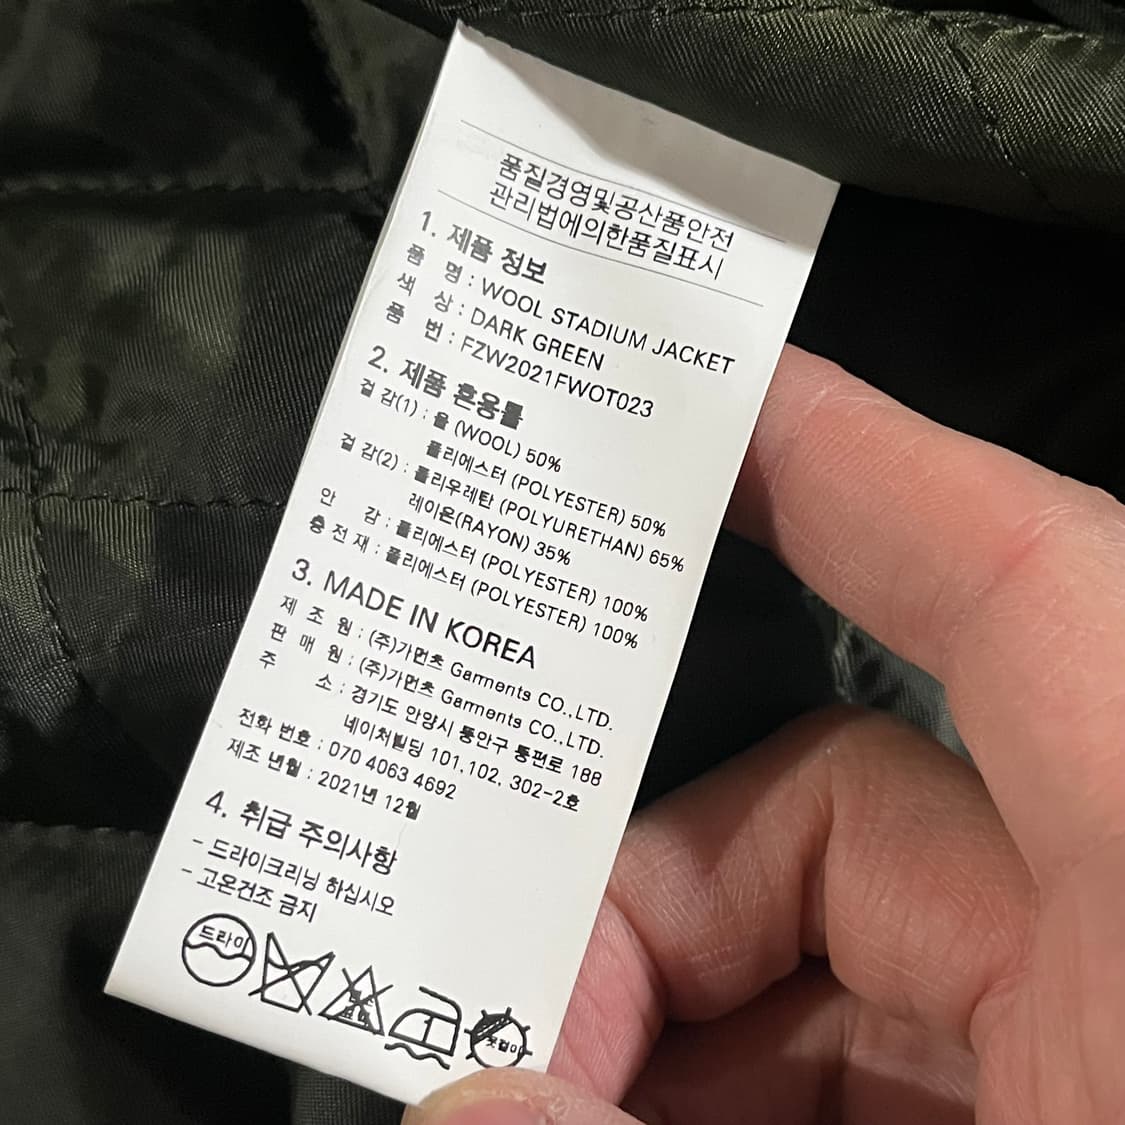 품질경영및공산품안전
관리법에의한품질표시
1. 제품 정보
품 명 : WOOL STADIUM JACKET
색 상 : DARK GREEN
품 번 : FZW2021FWOT023
2. 제품 혼용률
겉 감(1) : 울 (WOOL) 50%
폴리에스터 (POLYESTER) 50%
겉 감(2) : 폴리우레탄 (POLYURETHAN) 65%
레이온(RAYON) 35%
안 감 : 폴리에스터 (POLYESTER) 100%
충 전 재 : 폴리에스터 (POLYESTER) 100%
3. MADE IN KOREA
제 조 원 : (주)가먼츠 Garments CO.,LTD.
판 매 원 : (주)가먼츠 Garments CO.,LTD.
주 소 : 경기도 안양시 동안구 통편로 188
네이처빌딩 101,102, 302-2호
전화 번호 : 070 4063 4692
제조 년월 : 2021년 12월
4. 취급 주의사항
- 드라이크리닝 하십시오
- 고온건조 금지
드라이
1
옷걸이